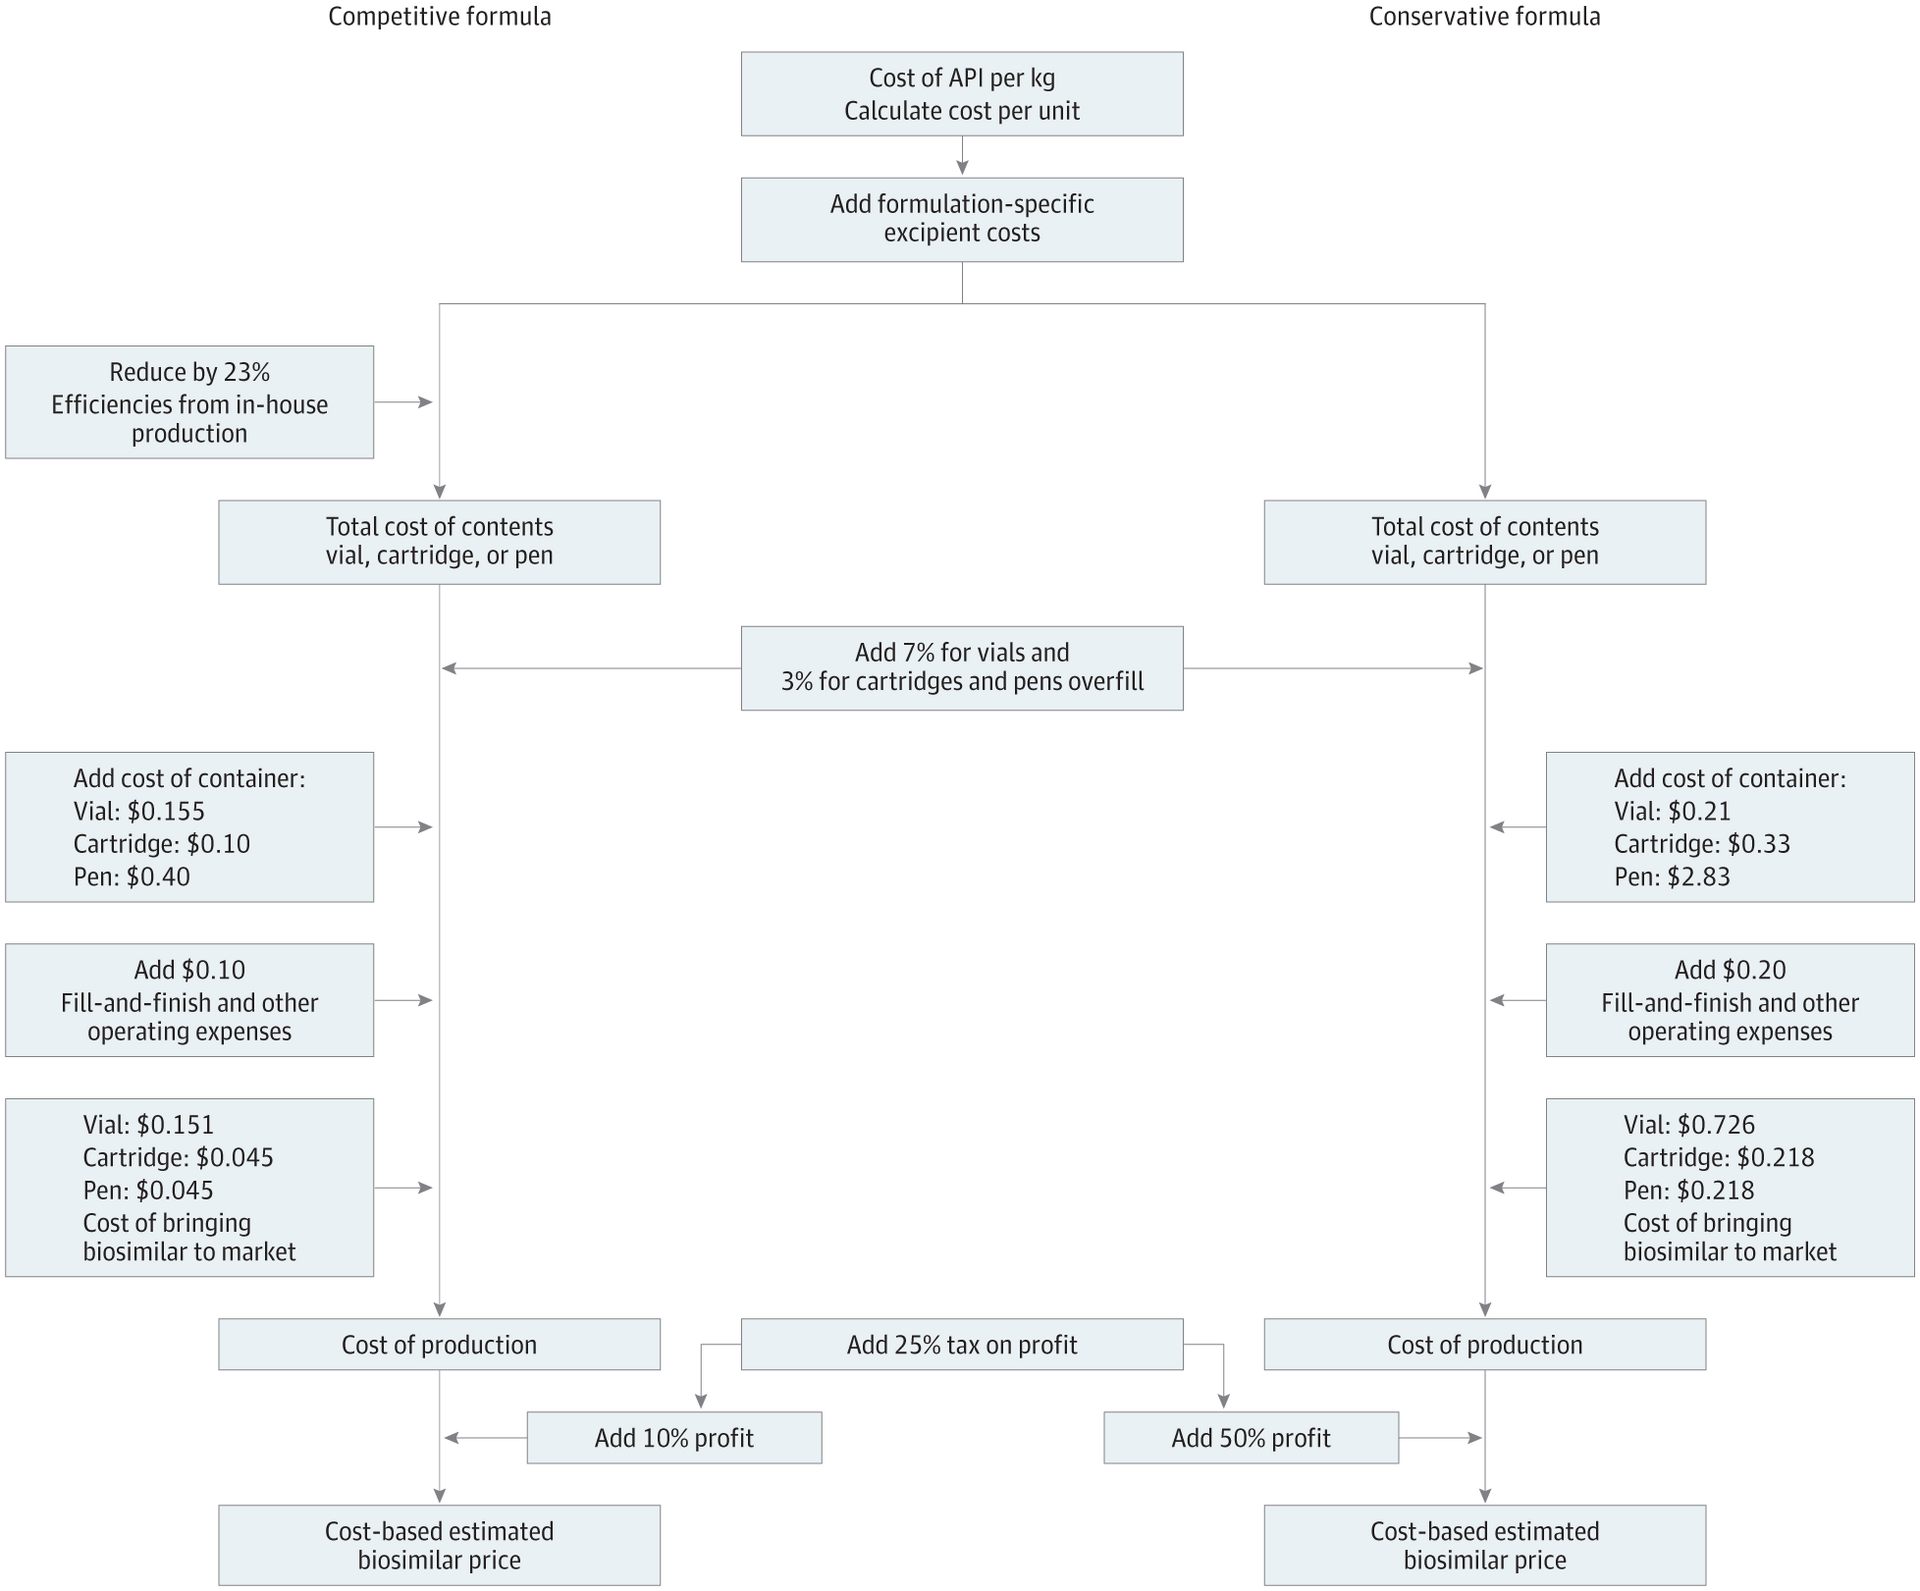 Competitive formula
Conservative formula
Cost of API per kg
Calculate cost per unit
Add formulation-specific
excipient costs
Reduce by 23%
Efficiencies from in-house
production
Total cost of contents
vial, cartridge, or pen
Total cost of contents
vial, cartridge, or pen
Add 7% for vials and
3% for cartridges and pens overfill
Add cost of container:
Vial: $0.155
Cartridge: $0.10
Pen: $0.40
Add cost of container:
Vial: $0.21
Cartridge: $0.33
Pen: $2.83
Add $0.10
Fill-and-finish and other
operating expenses
Add $0.20
Fill-and-finish and other
operating expenses
Vial: $0.151
Cartridge: $0.045
Pen: $0.045
Cost of bringing
biosimilar to market
Vial: $0.726
Cartridge: $0.218
Pen: $0.218
Cost of bringing
biosimilar to market
Cost of production
Add 25% tax on profit
Cost of production
Add 10% profit
Add 50% profit
Cost-based estimated
biosimilar price
Cost-based estimated
biosimilar price